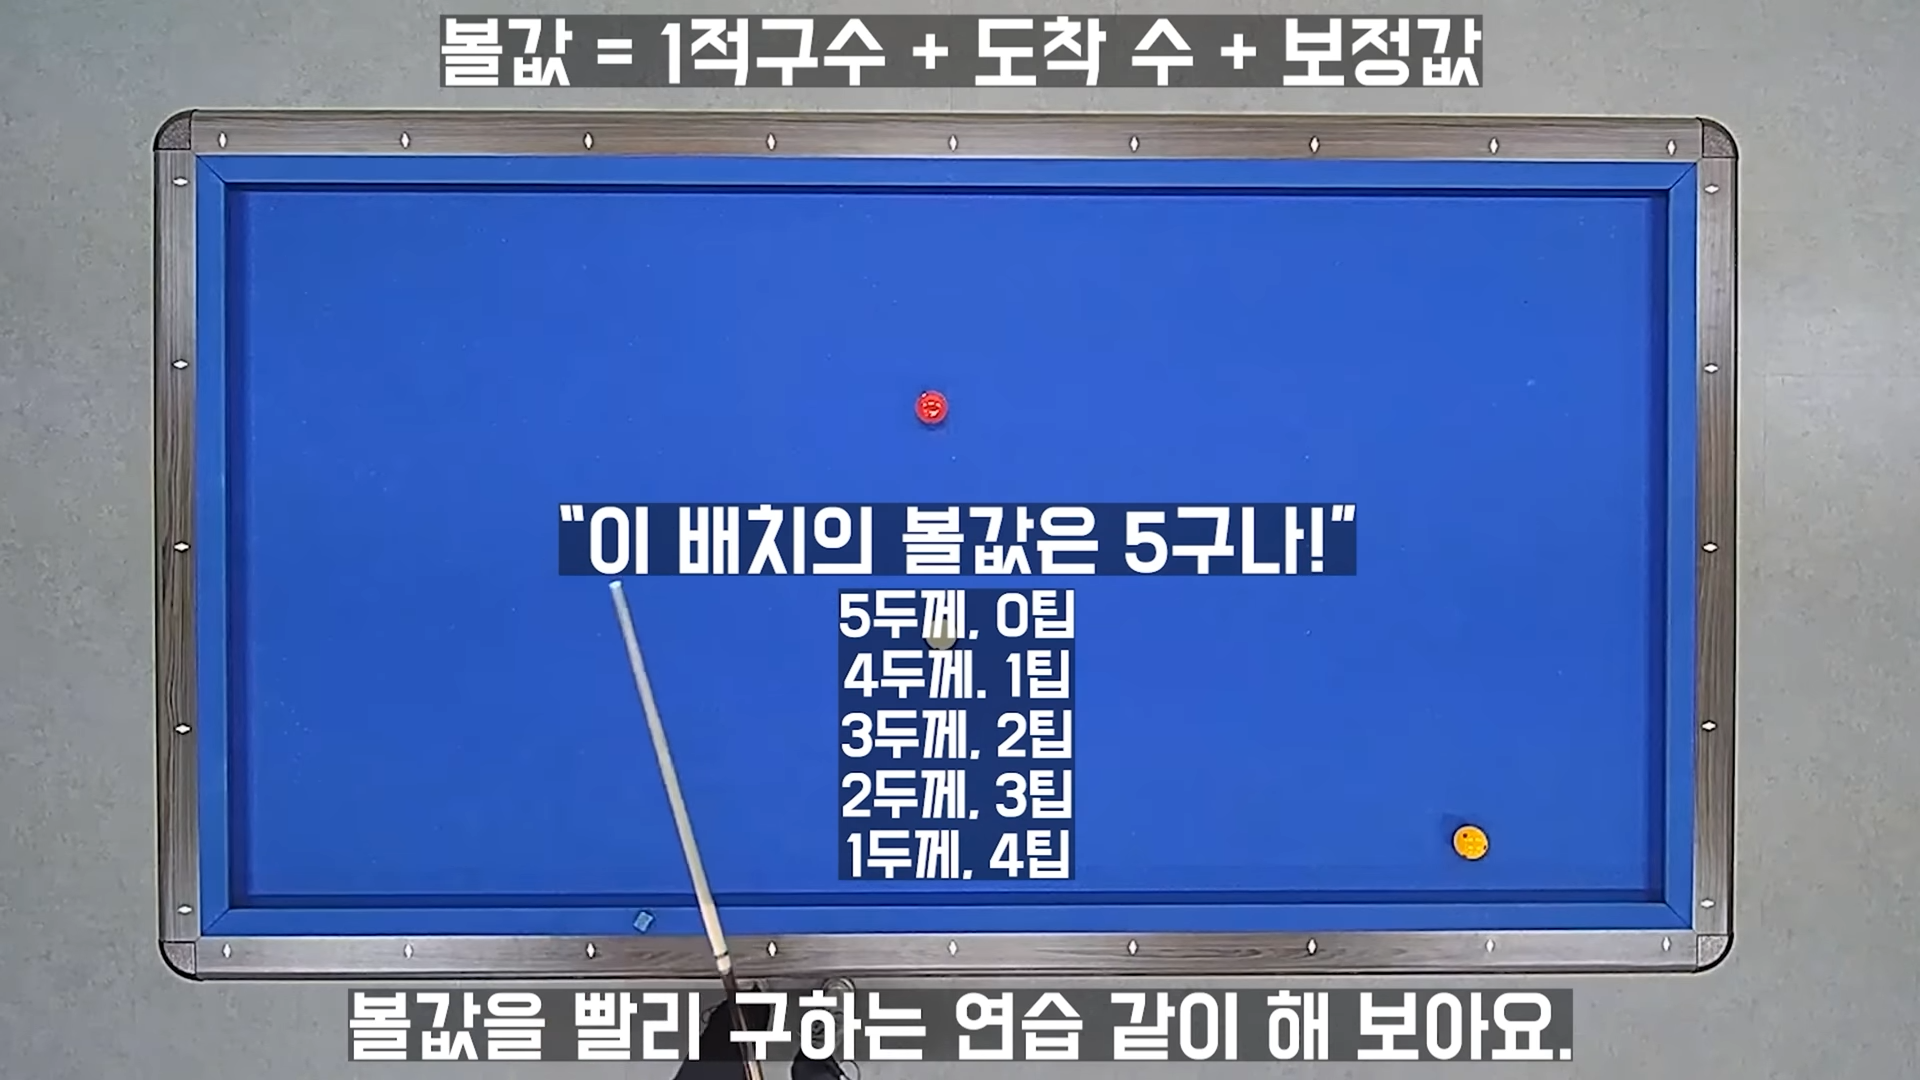 볼값 = 1적구수 + 도착 수 + 보정값
"이 배치의 볼값은 5구나!"
5두께, 0팁
4두께. 1팁
3두께, 2팁
2두께, 3팁
1두께, 4팁
볼값을 빨리 구하는 연습 같이 해 보아요.